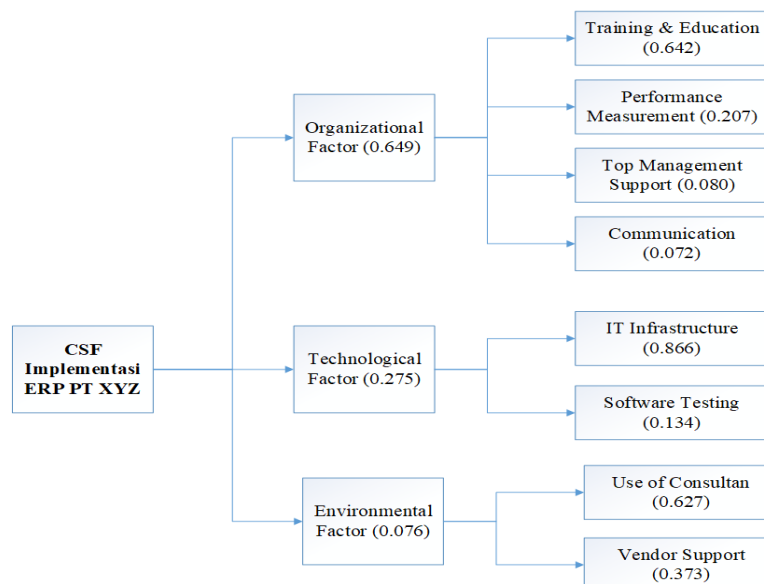 CSF
Implementasi
ERP PT XYZ
Organizational
Factor (0.649)
Training & Education
(0.642)
Performance
Measurement (0.207)
Top Management
Support (0.080)
Communication
(0.072)
Technological
Factor (0.275)
IT Infrastructure
(0.866)
Software Testing
(0.134)
Environmental
Factor (0.076)
Use of Consultan
(0.627)
Vendor Support
(0.373)